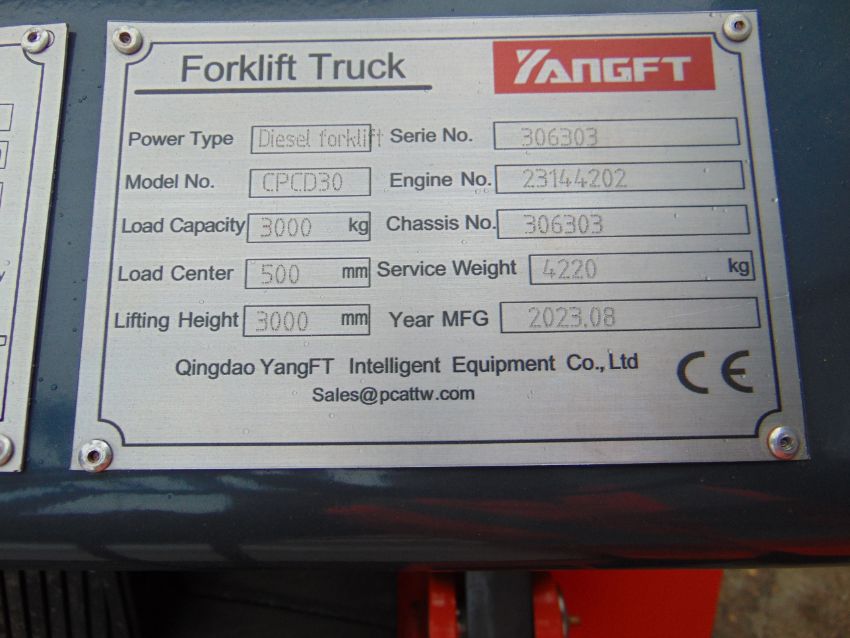 Forklift Truck YANGFT
Power Type Diesel forklift Serie No. 306303
Model No. CPCD30 Engine No. 23144202
Load Capacity 3000 kg Chassis No. 306303
Load Center 500 mm Service Weight 4220 kg
Lifting Height 3000 mm Year MFG 2023.08
Qingdao YangFT Intelligent Equipment Co., Ltd
Sales@pcattw.com
CE